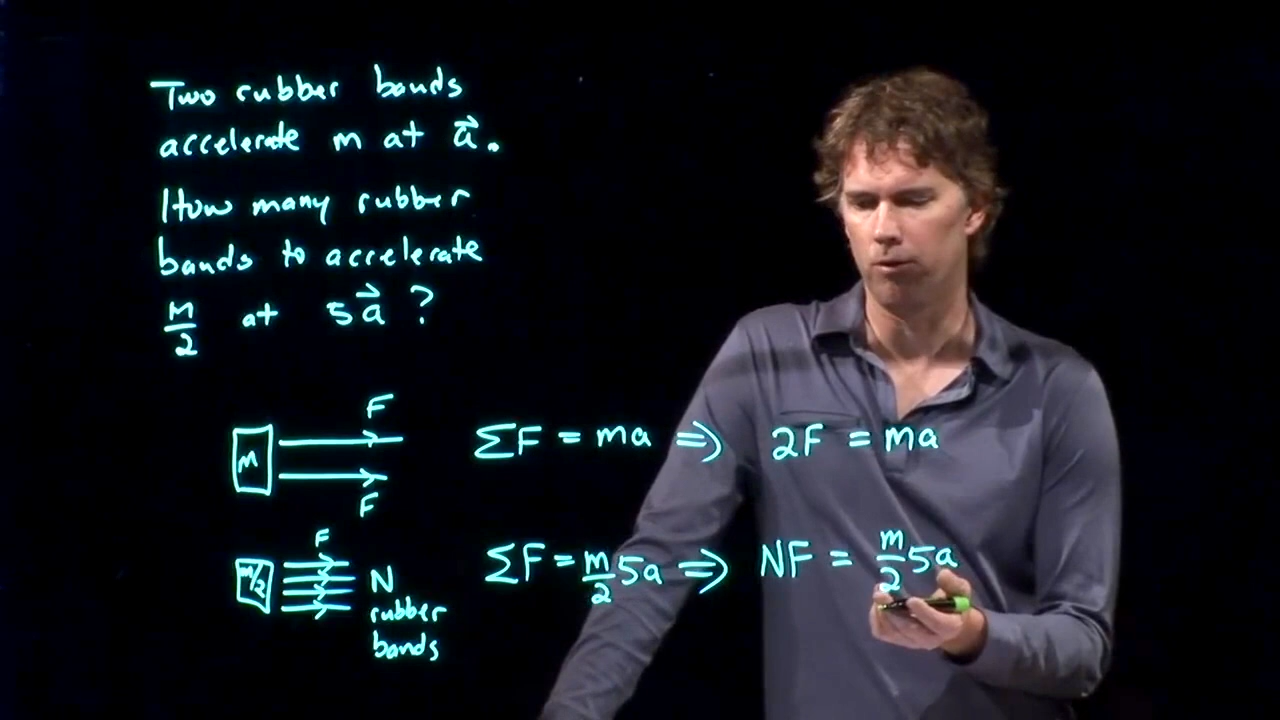 Two rubber bands
accelerate m at a⃗.
How many rubber
bands to accelerate
m/2 at 5a⃗ ?
F
m
F
ΣF = ma ⇒ 2F = ma
F
m/2
N
rubber
bands
ΣF = m/2 5a ⇒ NF = m/2 5a